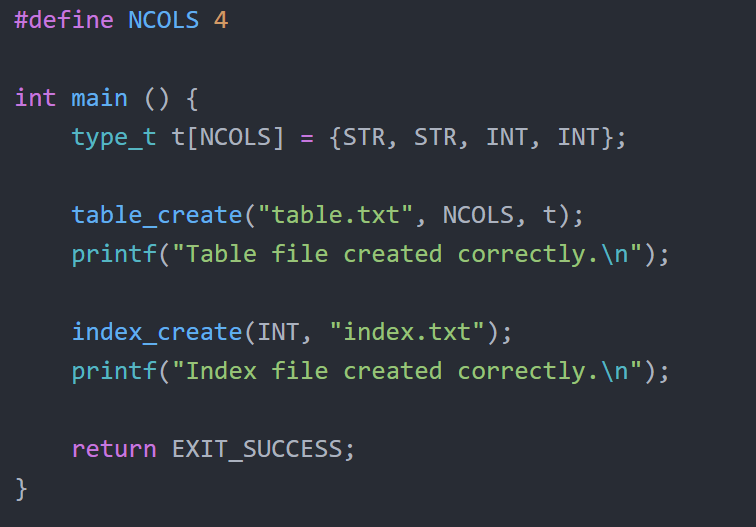 #define NCOLS 4
int main () {
    type_t t[NCOLS] = {STR, STR, INT, INT};
    table_create("table.txt", NCOLS, t);
    printf("Table file created correctly.\n");
    index_create(INT, "index.txt");
    printf("Index file created correctly.\n");
    return EXIT_SUCCESS;
}